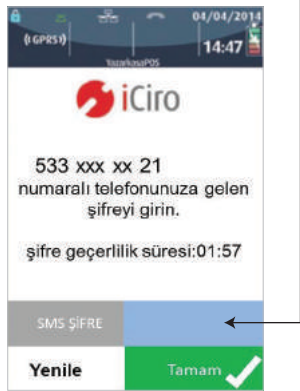 04/04/2014
(GPRS1)
14:47
YazarkasaPOS
iCiro
533 xxx xx 21
numaralı telefonunuza gelen
şifreyi girin.
şifre geçerlilik süresi:01:57
SMS ŞİFRE
Yenile Tamam